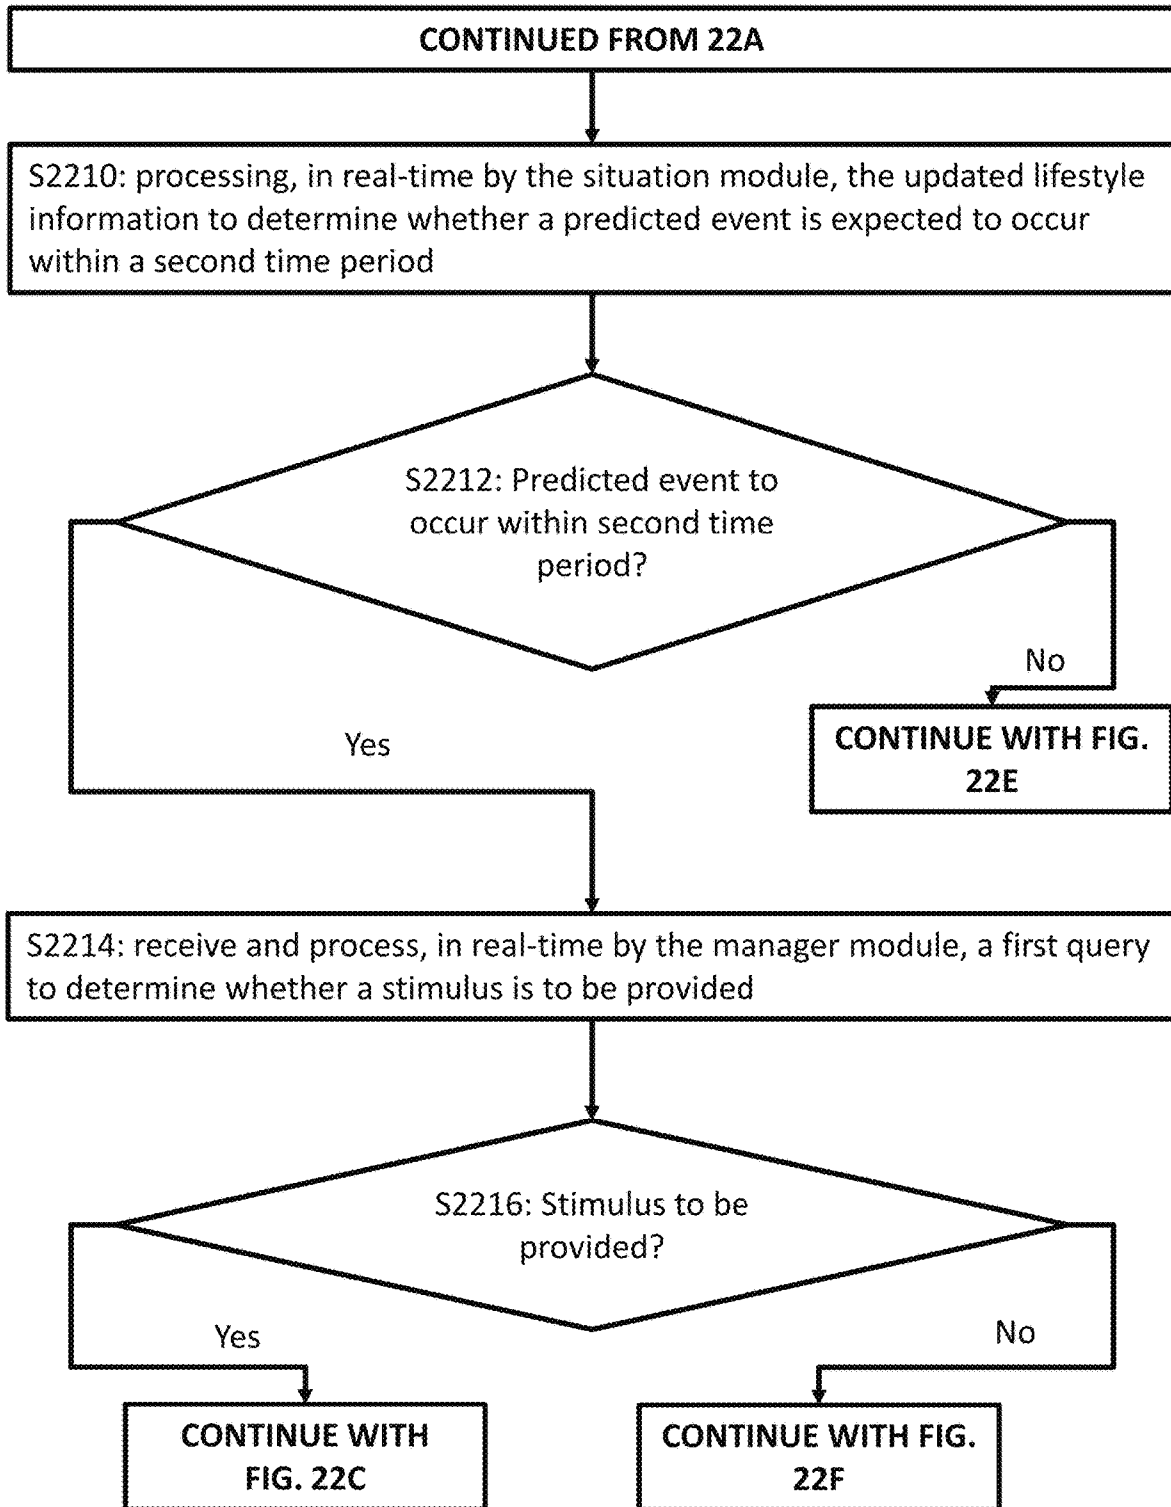 CONTINUED FROM 22A
S2210: processing, in real-time by the situation module, the updated lifestyle
information to determine whether a predicted event is expected to occur
within a second time period
S2212: Predicted event to
occur within second time
period?
No
CONTINUE WITH FIG.
22E
Yes
S2214: receive and process, in real-time by the manager module, a first query
to determine whether a stimulus is to be provided
S2216: Stimulus to be
provided?
Yes
No
CONTINUE WITH
FIG. 22C
CONTINUE WITH FIG.
22F